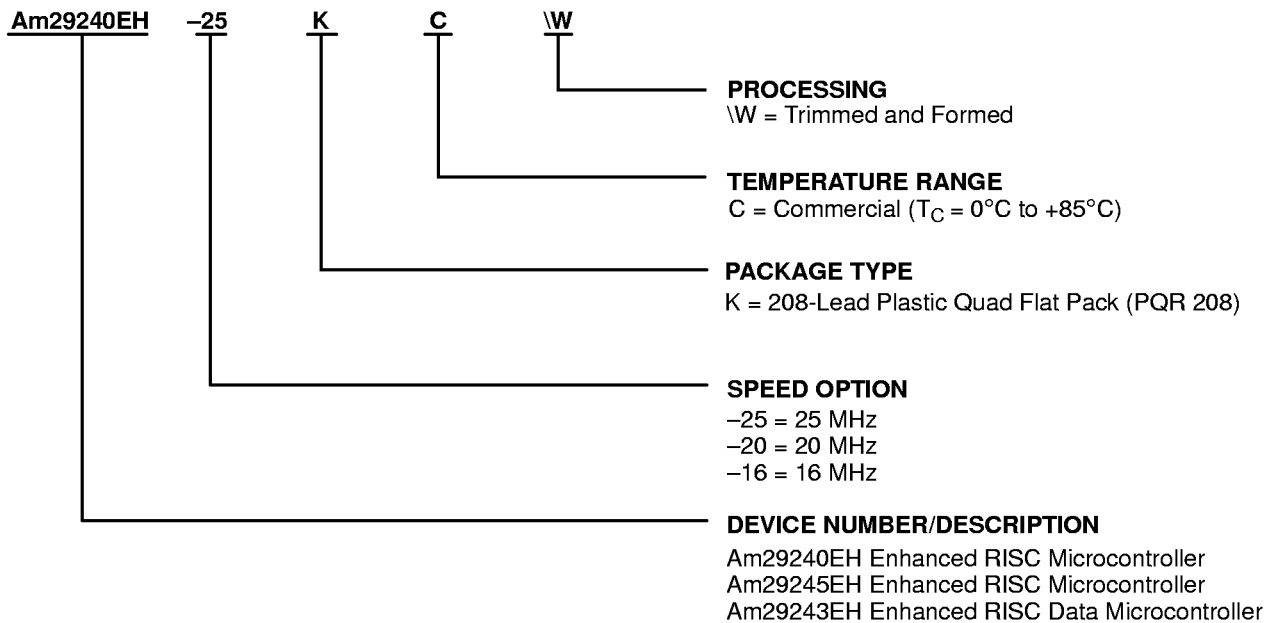 Am29240EH –25 K C \W
PROCESSING
\W = Trimmed and Formed
TEMPERATURE RANGE
C = Commercial (TC = 0°C to +85°C)
PACKAGE TYPE
K = 208-Lead Plastic Quad Flat Pack (PQR 208)
SPEED OPTION
–25 = 25 MHz
–20 = 20 MHz
–16 = 16 MHz
DEVICE NUMBER/DESCRIPTION
Am29240EH Enhanced RISC Microcontroller
Am29245EH Enhanced RISC Microcontroller
Am29243EH Enhanced RISC Data Microcontroller